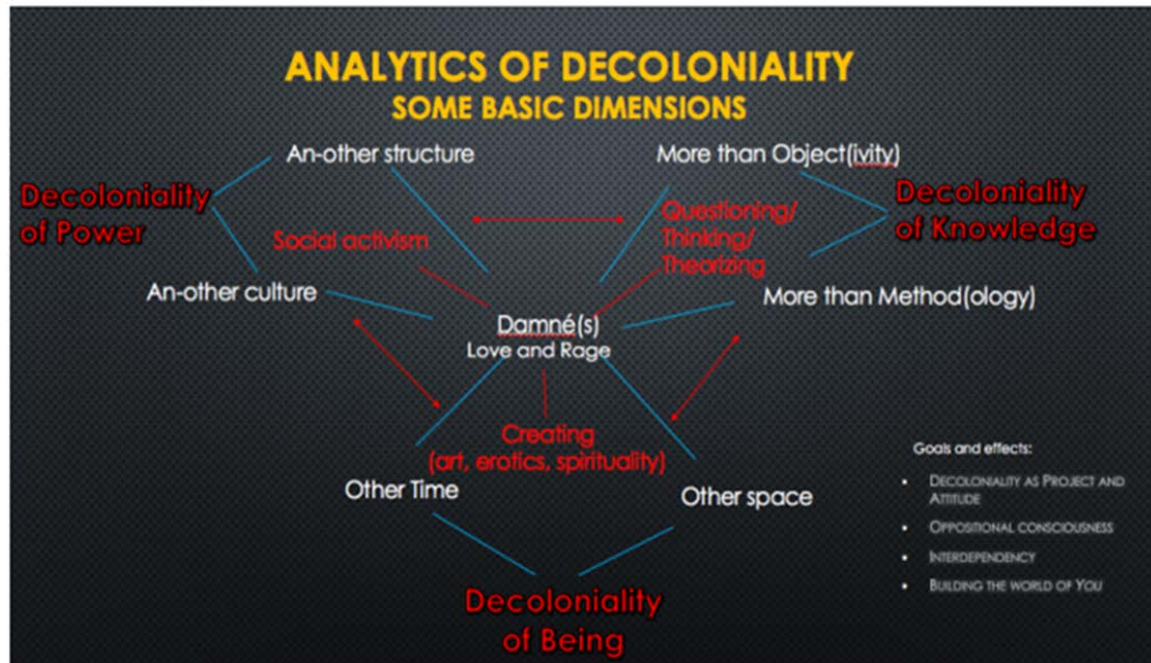 ANALYTICS OF DECOLONIALITY
SOME BASIC DIMENSIONS
An-other structure
More than Object(ivity)
Decoloniality
of Power
Decoloniality
of Knowledge
Social activism
Questioning/
Thinking/
Theorizing
An-other culture
More than Method(ology)
Damné(s)
Love and Rage
Creating
(art, erotics, spirituality)
Other Time
Other space
Decoloniality
of Being
Goals and effects:
• DECOLONIALITY AS PROJECT AND
ATTITUDE
• OPPOSITIONAL CONSCIOUSNESS
• INTERDEPENDENCY
• BUILDING THE WORLD OF YOU